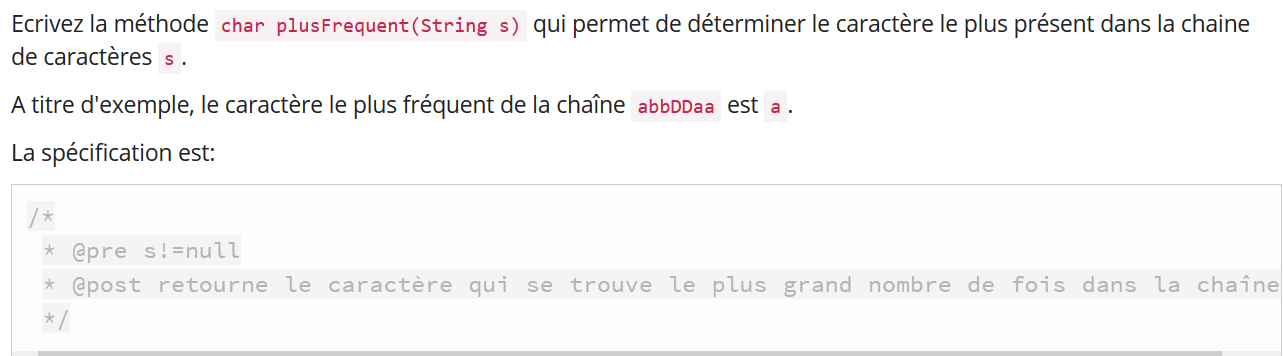 Ecrivez la méthode char plusFrequent(String s) qui permet de déterminer le caractère le plus présent dans la chaine
de caractères s.
A titre d'exemple, le caractère le plus fréquent de la chaîne abbDDaa est a.
La spécification est:
/*
* @pre s!=null
* @post retourne le caractère qui se trouve le plus grand nombre de fois dans la chaîne
*/